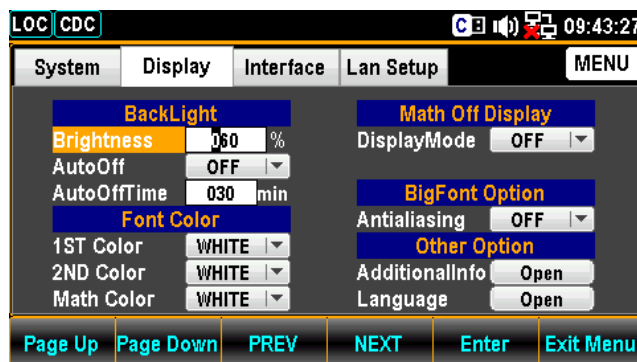 LOC CDC C 09:43:27
System Display Interface Lan Setup MENU
BackLight
Brightness 060 %
AutoOff OFF
AutoOffTime 030 min
Font Color
1ST Color WHITE
2ND Color WHITE
Math Color WHITE
Math Off Display
DisplayMode OFF
BigFont Option
Antialiasing OFF
Other Option
AdditionalInfo Open
Language Open
Page Up Page Down PREV NEXT Enter Exit Menu